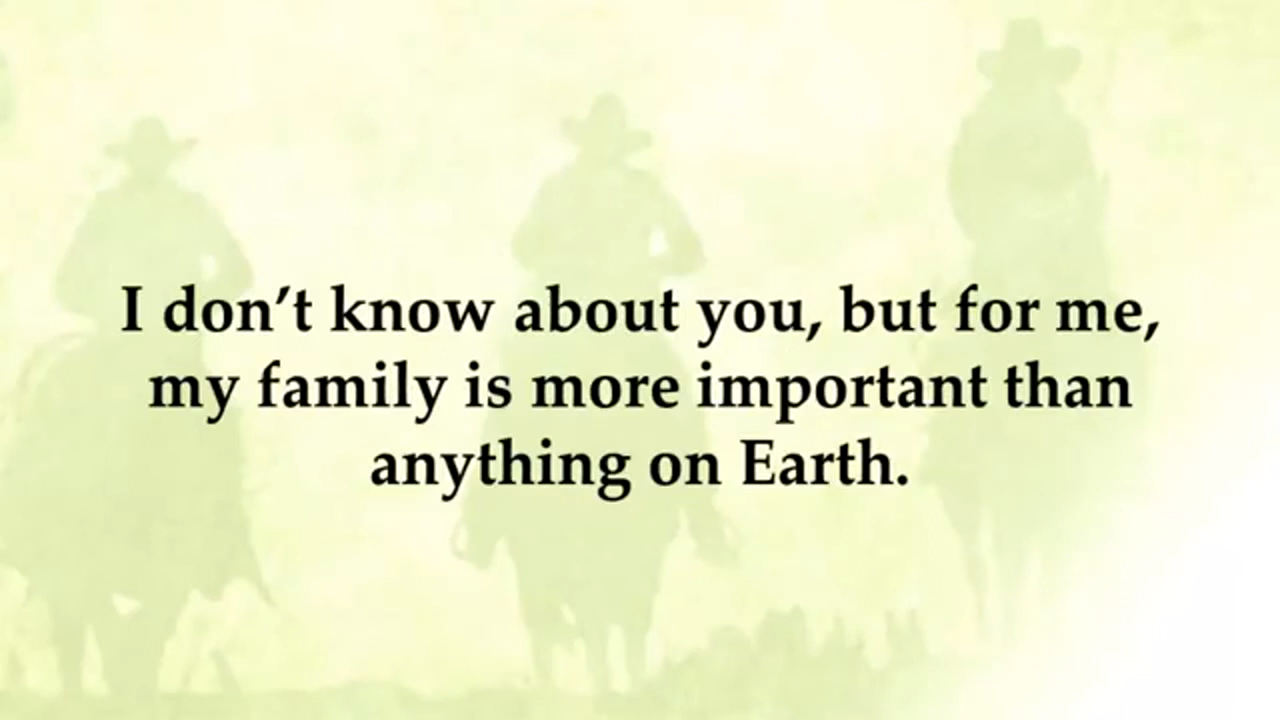 I don’t know about you, but for me,
my family is more important than
anything on Earth.